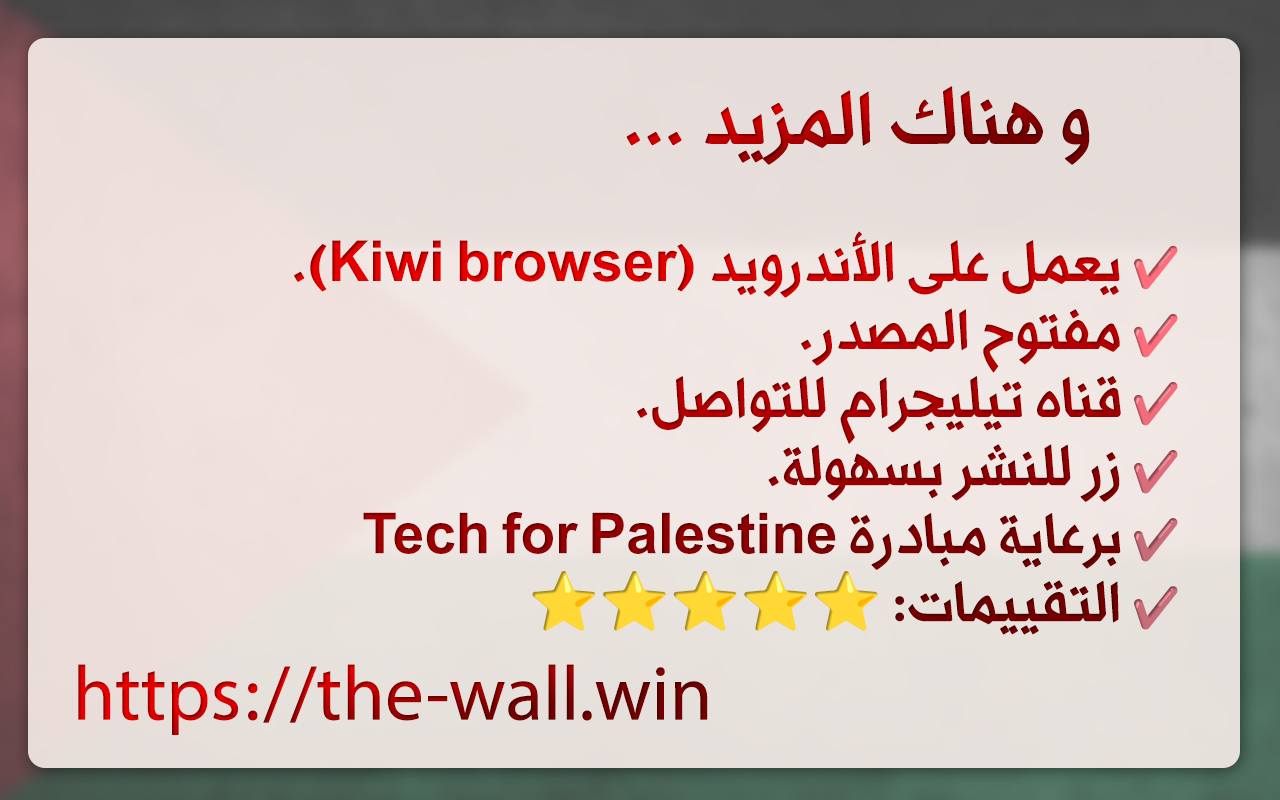 و هناك المزيد ...
✔ يعمل على الأندرويد (Kiwi browser).
✔ مفتوح المصدر.
✔ قناه تيليجرام للتواصل.
✔ زر للنشر بسهولة.
✔ برعاية مبادرة Tech for Palestine
✔ التقييمات: ⭐⭐⭐⭐⭐
https://the-wall.win